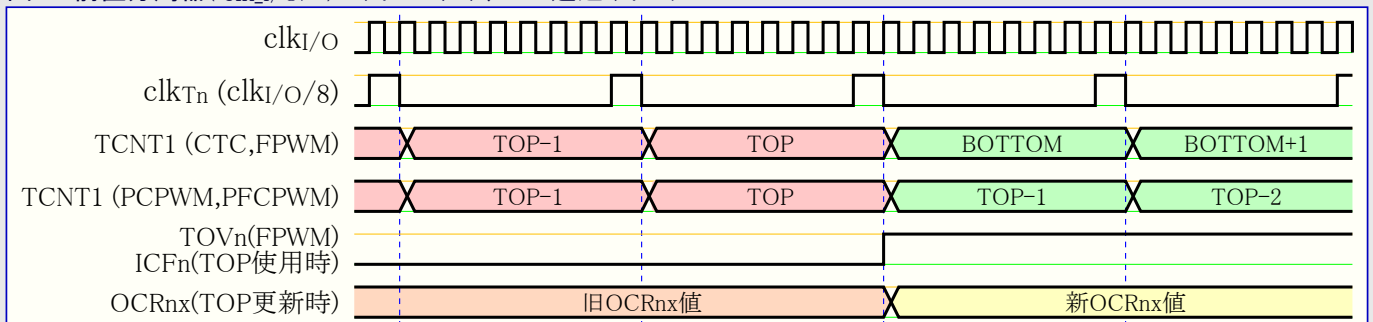 clkI/O
clkTn (clkI/O/8)
TCNT1 (CTC,FPWM) TOP-1 TOP BOTTOM BOTTOM+1
TCNT1 (PCPWM,PFCPWM) TOP-1 TOP TOP-1 TOP-2
TOVn(FPWM)
ICFn(TOP使用時)
OCRnx(TOP更新時) 旧OCRnx値 新OCRnx値